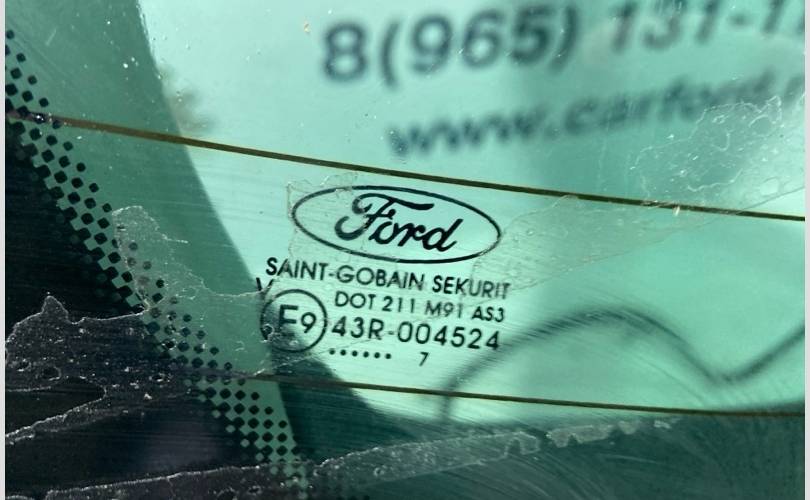 8(965) 131-1
www.carford.
Ford
SAINT-GOBAIN SEKURIT
DOT 211 M91 AS3
E9 43R-004524
...... 7